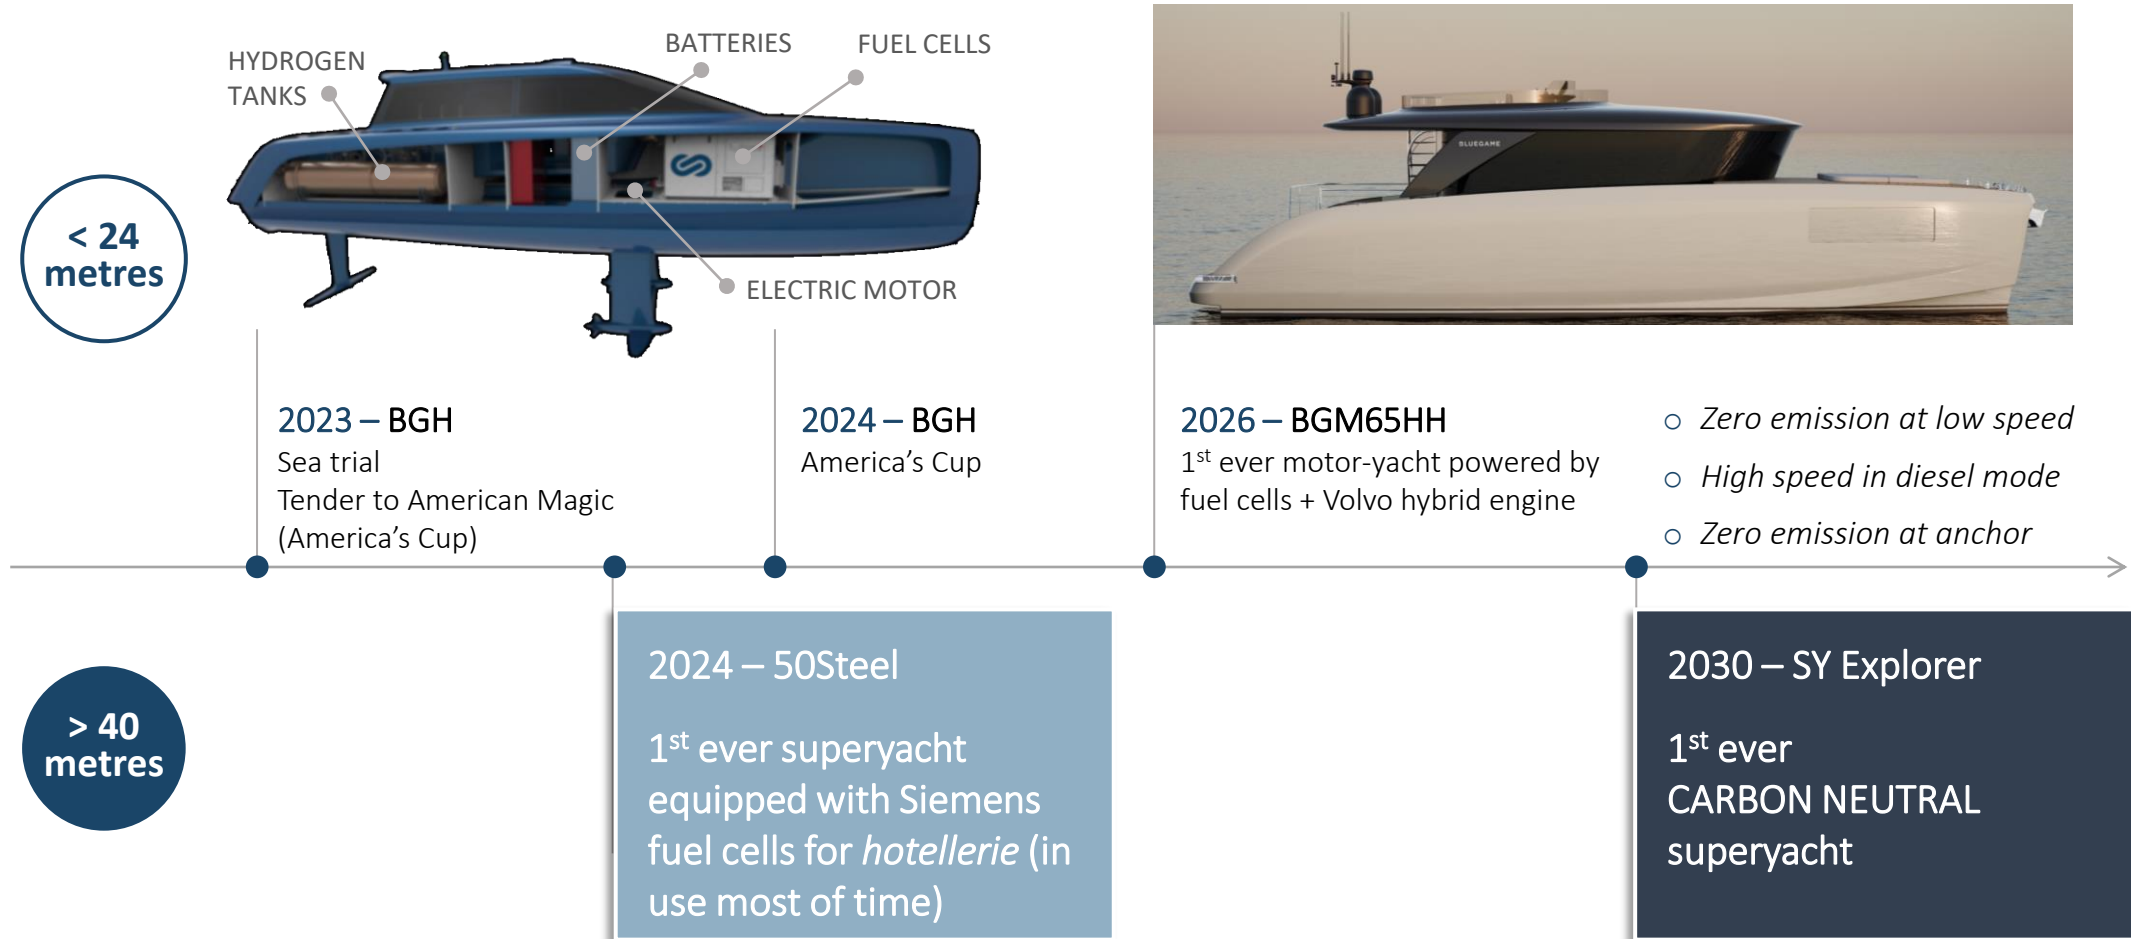 HYDROGEN
TANKS
BATTERIES
FUEL CELLS
ELECTRIC MOTOR
BLUEGAME
< 24
metres
2023 – BGH
Sea trial
Tender to American Magic
(America’s Cup)
2024 – BGH
America’s Cup
2026 – BGM65HH
1st ever motor-yacht powered by
fuel cells + Volvo hybrid engine
Zero emission at low speed
High speed in diesel mode
Zero emission at anchor
> 40
metres
2024 – 50Steel
1st ever superyacht
equipped with Siemens
fuel cells for hotellerie (in
use most of time)
2030 – SY Explorer
1st ever
CARBON NEUTRAL
superyacht